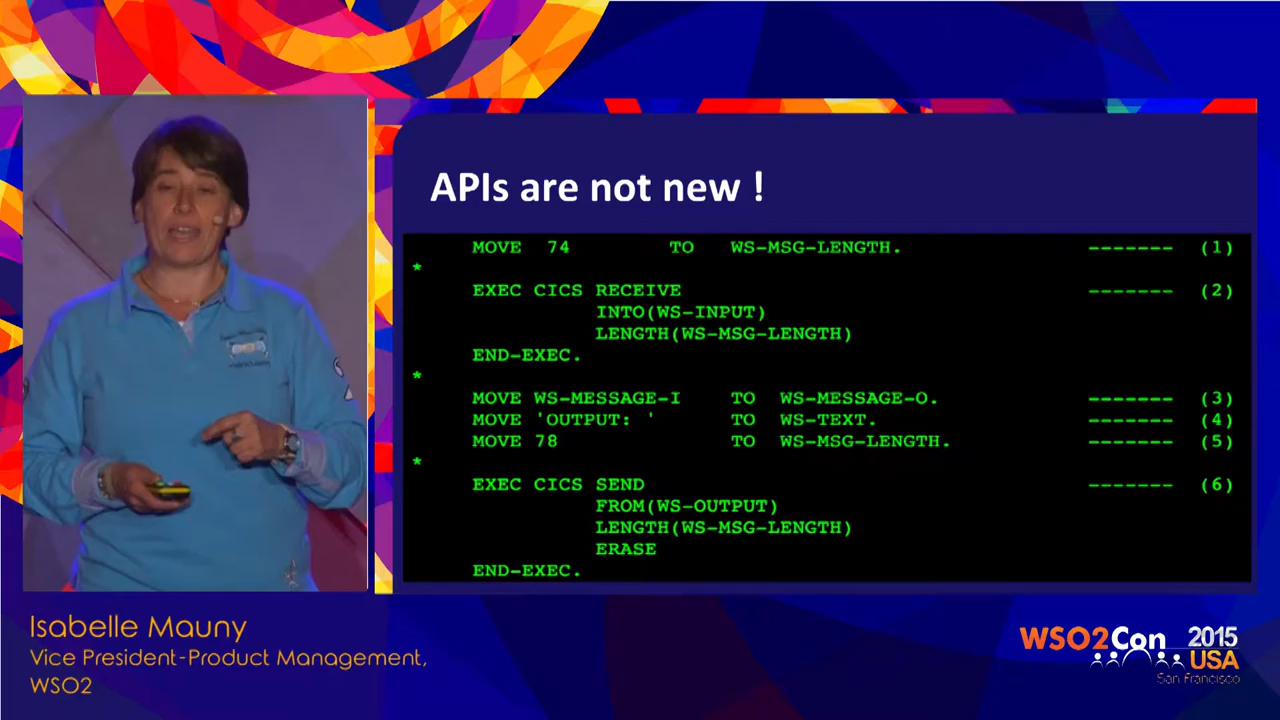 APIs are not new !
MOVE 74 TO WS-MSG-LENGTH. ------- (1)
*
EXEC CICS RECEIVE ------- (2)
INTO(WS-INPUT)
LENGTH(WS-MSG-LENGTH)
END-EXEC.
*
MOVE WS-MESSAGE-I TO WS-MESSAGE-O. ------- (3)
MOVE 'OUTPUT: ' TO WS-TEXT. ------- (4)
MOVE 78 TO WS-MSG-LENGTH. ------- (5)
*
EXEC CICS SEND ------- (6)
FROM(WS-OUTPUT)
LENGTH(WS-MSG-LENGTH)
ERASE
END-EXEC.
Isabelle Mauny
Vice President-Product Management,
WSO2
WSO2Con 2015
USA
San Francisco